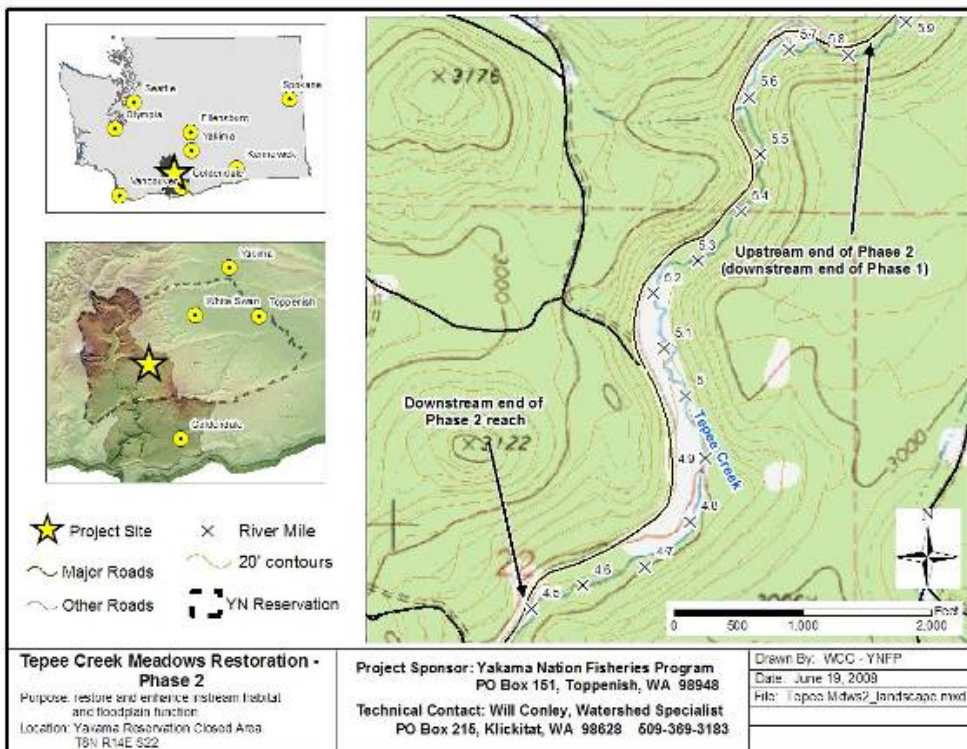 Seattle
Spokane
Olympia
Ellensburg
Yakima
Kennewick
Goldendale
Vancouver
Yakima
White Swan
Toppenish
Goldendale
Project Site
River Mile
Major Roads
20' contours
Other Roads
YN Reservation
5.9
5.8
5.7
3176
5.6
5.5
5.4
Upstream end of Phase 2
(downstream end of Phase 1)
5.3
3000
5.2
5.1
5
Downstream end of
Phase 2 reach
Tepee Creek
3122
4.9
3000
4.8
4.7
22
4.6
4.5
N
Feet
0 500 1,000 2,000
Tepee Creek Meadows Restoration -
Phase 2
Purpose: restore and enhance instream habitat
and floodplain function
Location: Yakama Reservation Closed Area
T8N R14E S22
Project Sponsor: Yakama Nation Fisheries Program
PO Box 151, Toppenish, WA 98948
Technical Contact: Will Conley, Watershed Specialist
PO Box 215, Klickitat, WA 98628 509-369-3183
Drawn By: WCC - YNFP
Date: June 19, 2009
File: Tepee Mdws2_landscape.mxd